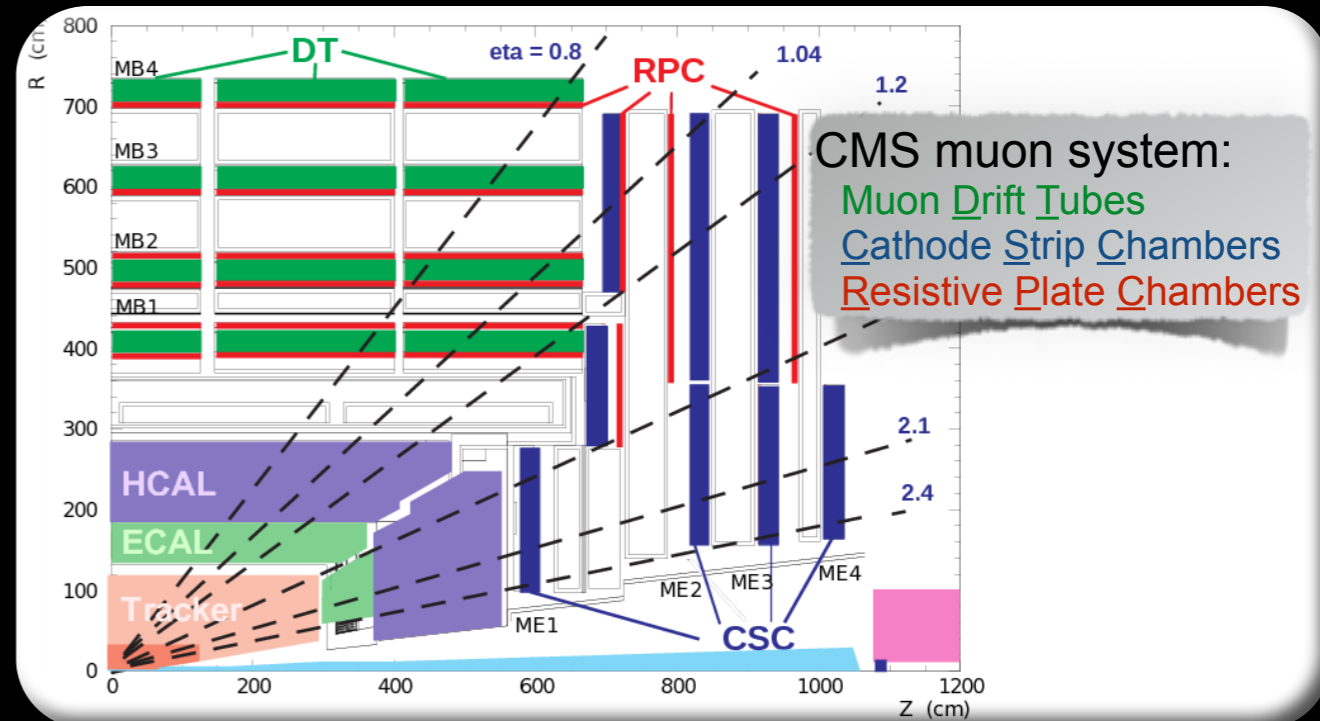 800
R (cm)
DT
eta = 0.8
1.04
MB4
RPC
1.2
700
CMS muon system:
MB3
Muon Drift Tubes
600
Cathode Strip Chambers
MB2
Resistive Plate Chambers
500
MB1
400
300
2.1
HCAL
2.4
200
ECAL
100
Tracker
ME1
ME2
ME3
ME4
CSC
0
0
200
400
600
800
1000
1200
Z (cm)